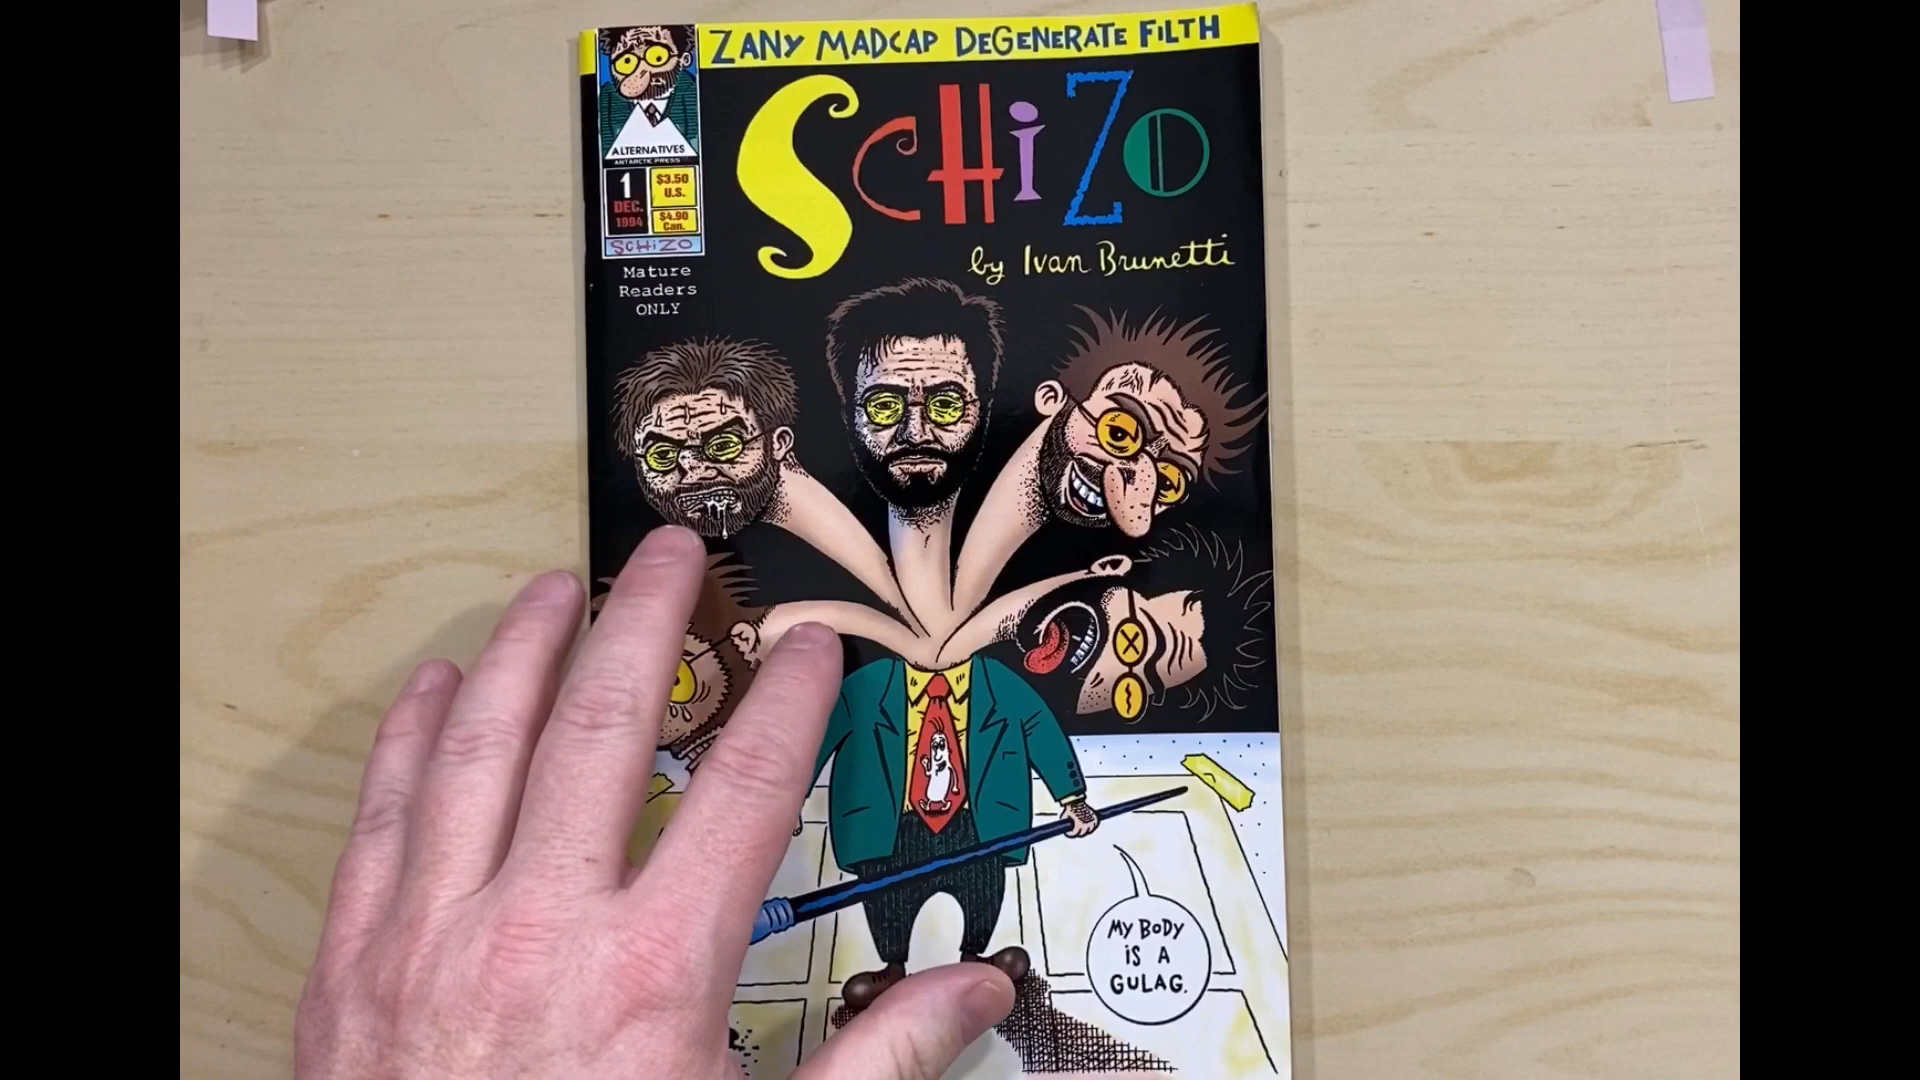 ZANY MADCAP DEGENERATE FILTH
SCHiZO
by Ivan Brunetti
ALTERNATIVES
ANTARCTIC PRESS
1
DEC.
1994
$3.50
U.S.
$4.90
Can.
SCHiZO
Mature
Readers
ONLY
MY BODY
iS A
GULAG.